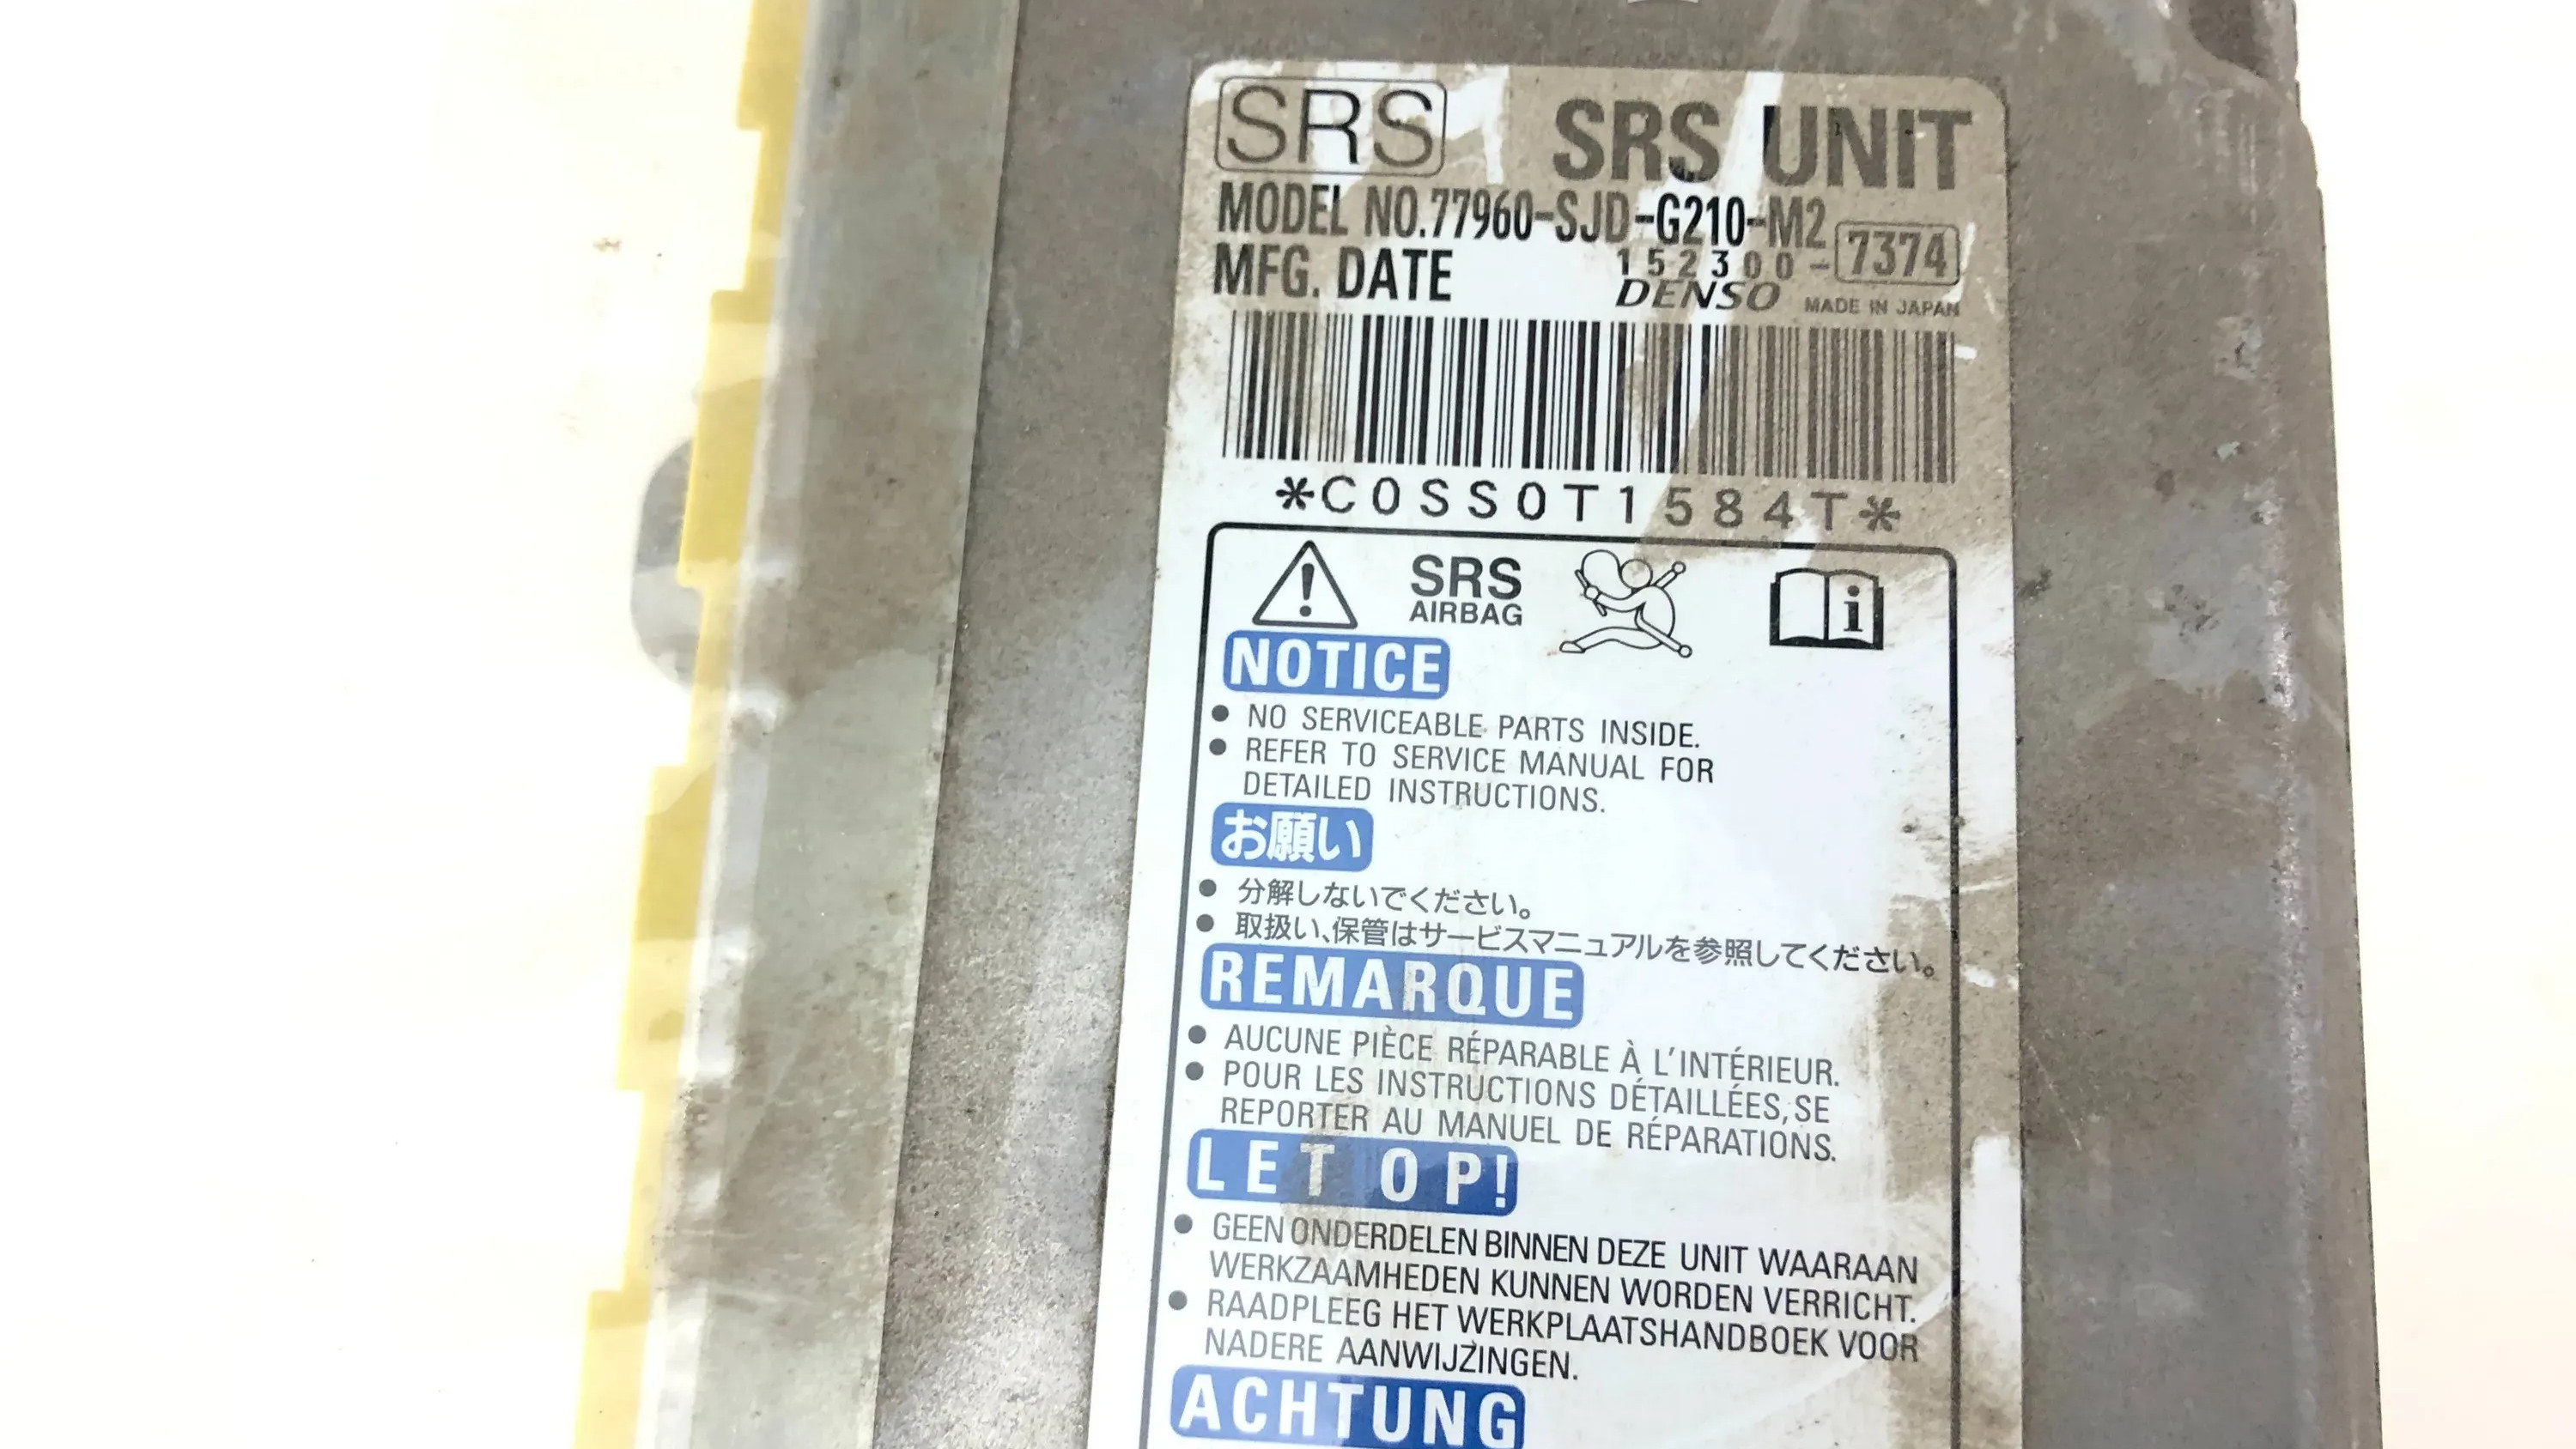 SRS SRS UNIT
MODEL NO.77960-SJD-G210-M2
MFG. DATE 152300-7374
DENSO MADE IN JAPAN
*C0SS0T1584T*
SRS
AIRBAG
NOTICE
● NO SERVICEABLE PARTS INSIDE.
● REFER TO SERVICE MANUAL FOR
DETAILED INSTRUCTIONS.
お願い
● 分解しないでください。
● 取扱い、保管はサービスマニュアルを参照してください。
REMARQUE
● AUCUNE PIÈCE RÉPARABLE À L'INTÉRIEUR.
● POUR LES INSTRUCTIONS DÉTAILLÉES, SE
REPORTER AU MANUEL DE RÉPARATIONS.
LET OP!
● GEEN ONDERDELEN BINNEN DEZE UNIT WAARAAN
WERKZAAMHEDEN KUNNEN WORDEN VERRICHT.
● RAADPLEEG HET WERKPLAATSHANDBOEK VOOR
NADERE AANWIJZINGEN.
ACHTUNG